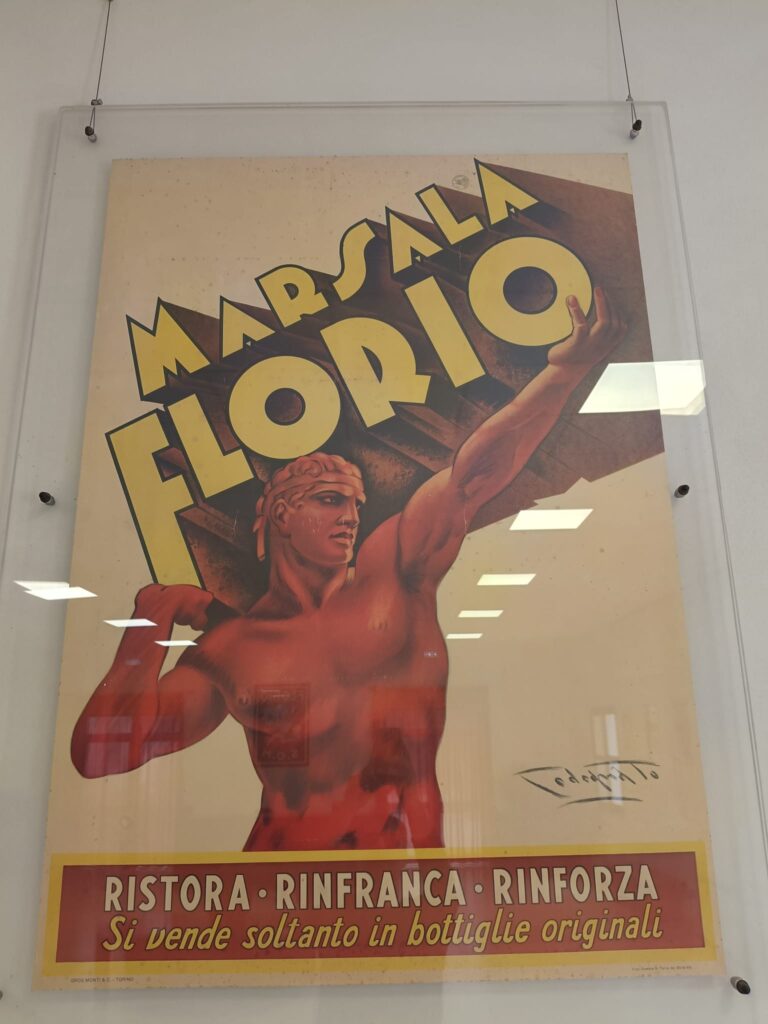 MARSALA
FLORIO
RISTORA · RINFRANCA · RINFORZA
Si vende soltanto in bottiglie originali